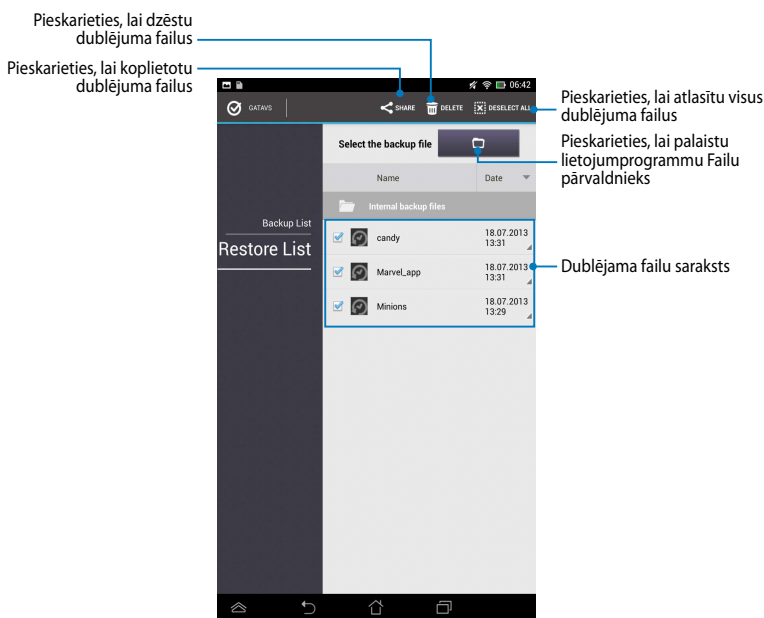 Pieskarieties, lai dzēstu
dublējuma failus
Pieskarieties, lai koplietotu
dublējuma failus
06:42
GATAVS
SHARE
DELETE
DESELECT ALL
Pieskarieties, lai atlasītu visus
dublējuma failus
Select the backup file
Pieskarieties, lai palaistu
lietojumprogrammu Failu
pārvaldnieks
Name
Date
Internal backup files
Backup List
Restore List
candy
18.07.2013
13:31
Marvel_app
18.07.2013
13:31
Dublējama failu saraksts
Minions
18.07.2013
13:29